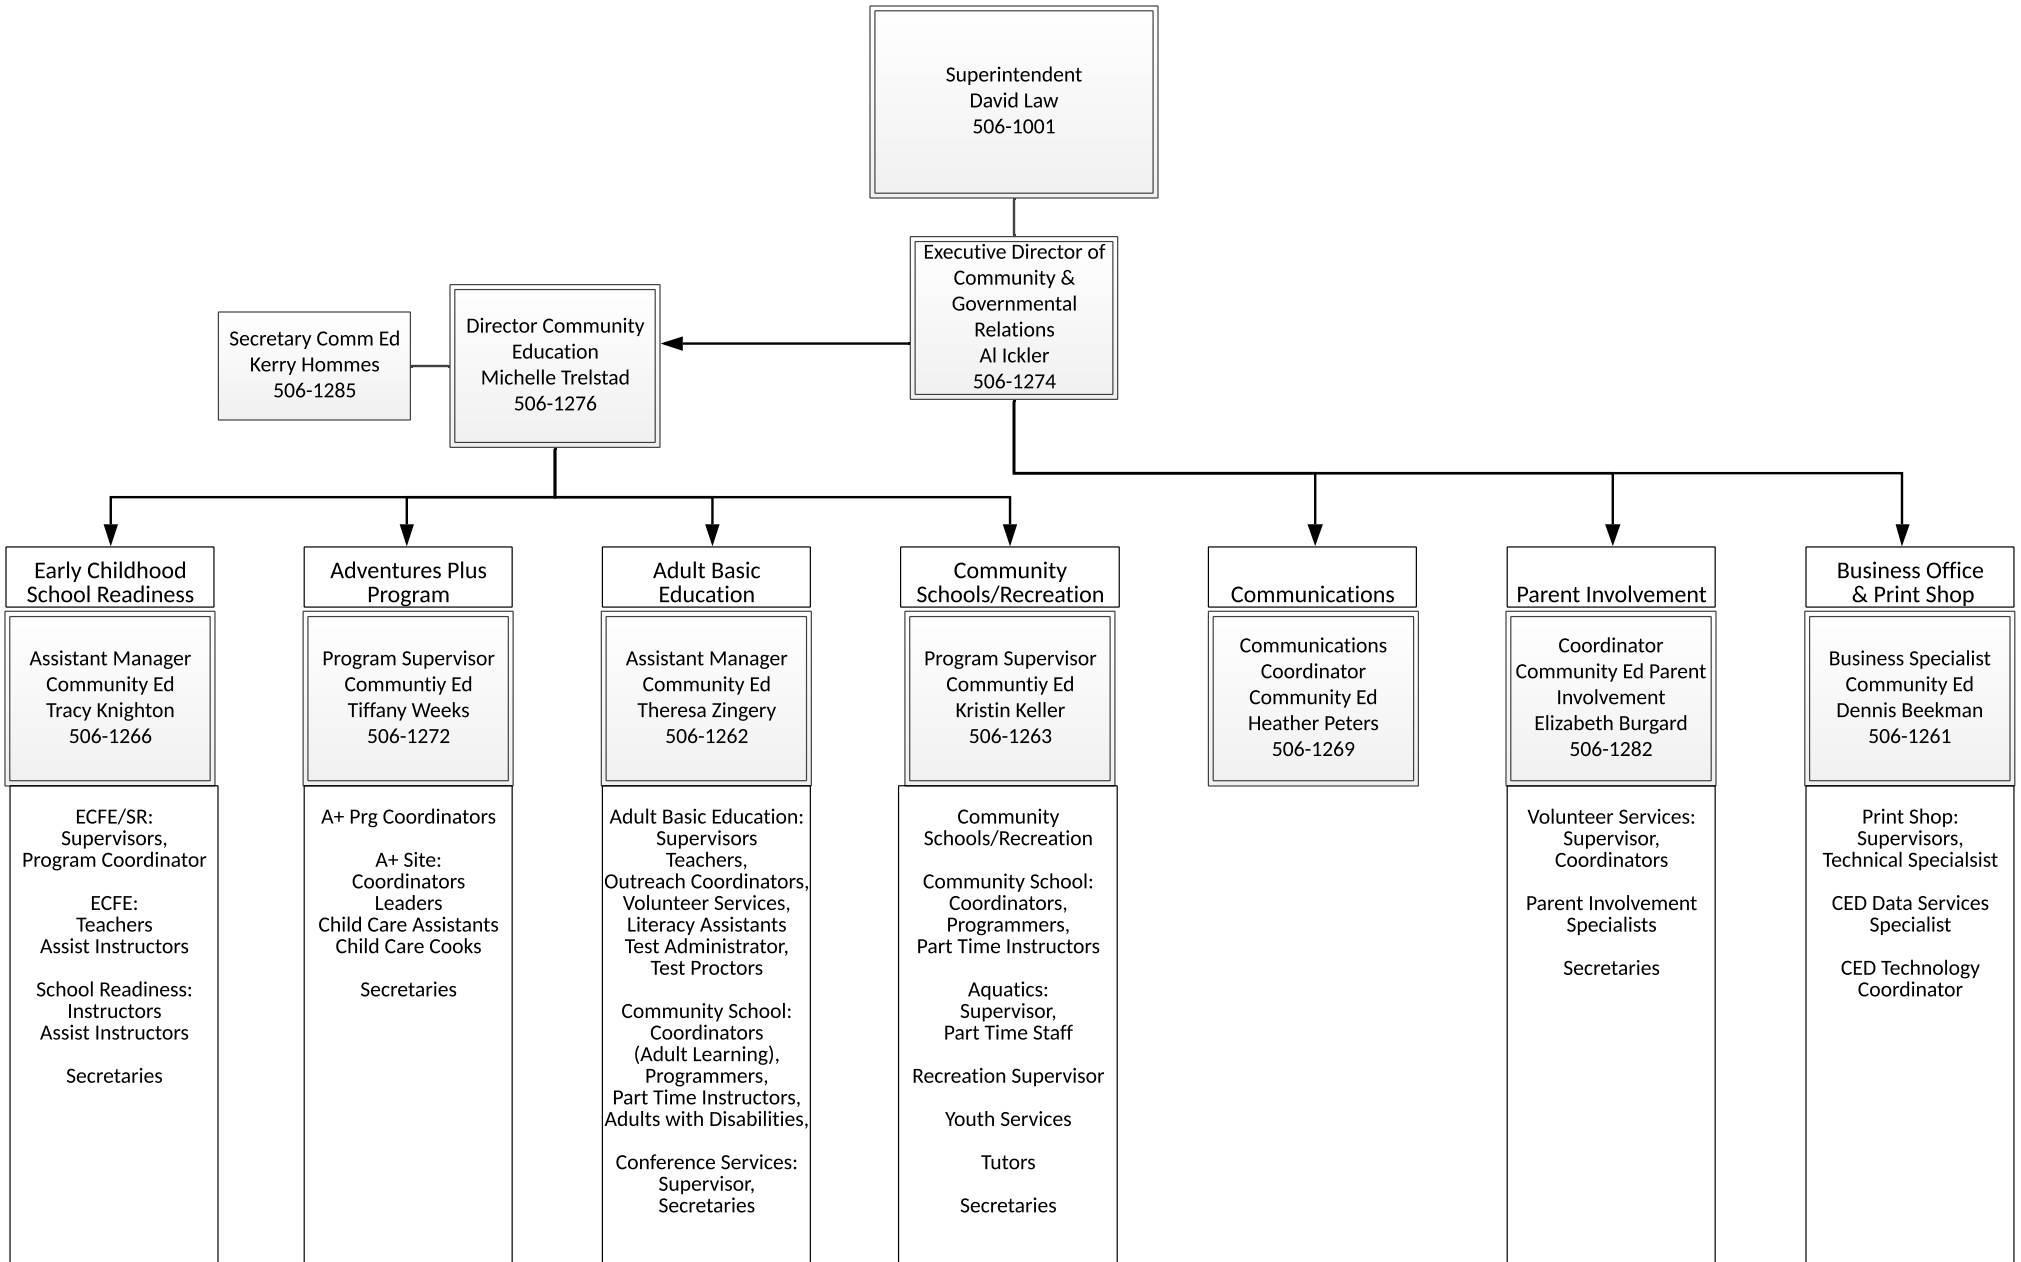 Superintendent
David Law
506-1001
Executive Director of
Community &
Governmental
Relations
Al Ickler
506-1274
Director Community
Education
Michelle Trelstad
506-1276
Secretary Comm Ed
Kerry Hommes
506-1285
Early Childhood
School Readiness
Assistant Manager
Community Ed
Tracy Knighton
506-1266
ECFE/SR:
Supervisors,
Program Coordinator
ECFE:
Teachers
Assist Instructors
School Readiness:
Instructors
Assist Instructors
Secretaries
Adventures Plus
Program
Program Supervisor
Communtiy Ed
Tiffany Weeks
506-1272
A+ Prg Coordinators
A+ Site:
Coordinators
Leaders
Child Care Assistants
Child Care Cooks
Secretaries
Adult Basic
Education
Assistant Manager
Community Ed
Theresa Zingery
506-1262
Adult Basic Education:
Supervisors
Teachers,
Outreach Coordinators,
Volunteer Services,
Literacy Assistants
Test Administrator,
Test Proctors
Community School:
Coordinators
(Adult Learning),
Programmers,
Part Time Instructors,
Adults with Disabilities,
Conference Services:
Supervisor,
Secretaries
Community
Schools/Recreation
Program Supervisor
Communtiy Ed
Kristin Keller
506-1263
Community
Schools/Recreation
Community School:
Coordinators,
Programmers,
Part Time Instructors
Aquatics:
Supervisor,
Part Time Staff
Recreation Supervisor
Youth Services
Tutors
Secretaries
Communications
Communications
Coordinator
Community Ed
Heather Peters
506-1269
Parent Involvement
Coordinator
Community Ed Parent
Involvement
Elizabeth Burgard
506-1282
Volunteer Services:
Supervisor,
Coordinators
Parent Involvement
Specialists
Secretaries
Business Office
& Print Shop
Business Specialist
Community Ed
Dennis Beekman
506-1261
Print Shop:
Supervisors,
Technical Specialsist
CED Data Services
Specialist
CED Technology
Coordinator